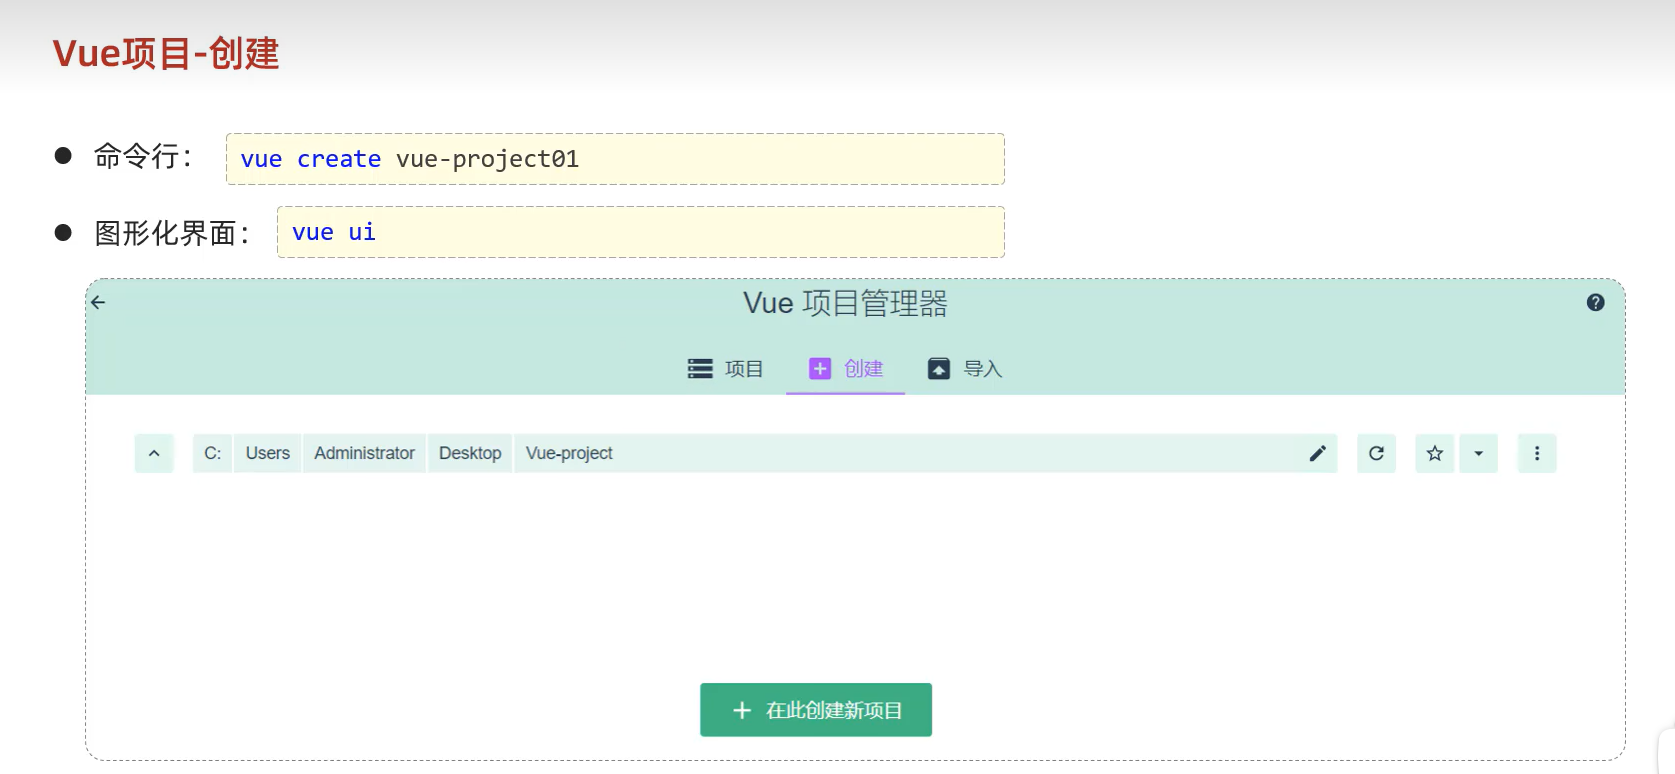 Vue项目-创建
命令行： vue create vue-project01
图形化界面： vue ui
Vue 项目管理器
项目 创建 导入
C: Users Administrator Desktop Vue-project
在此创建新项目